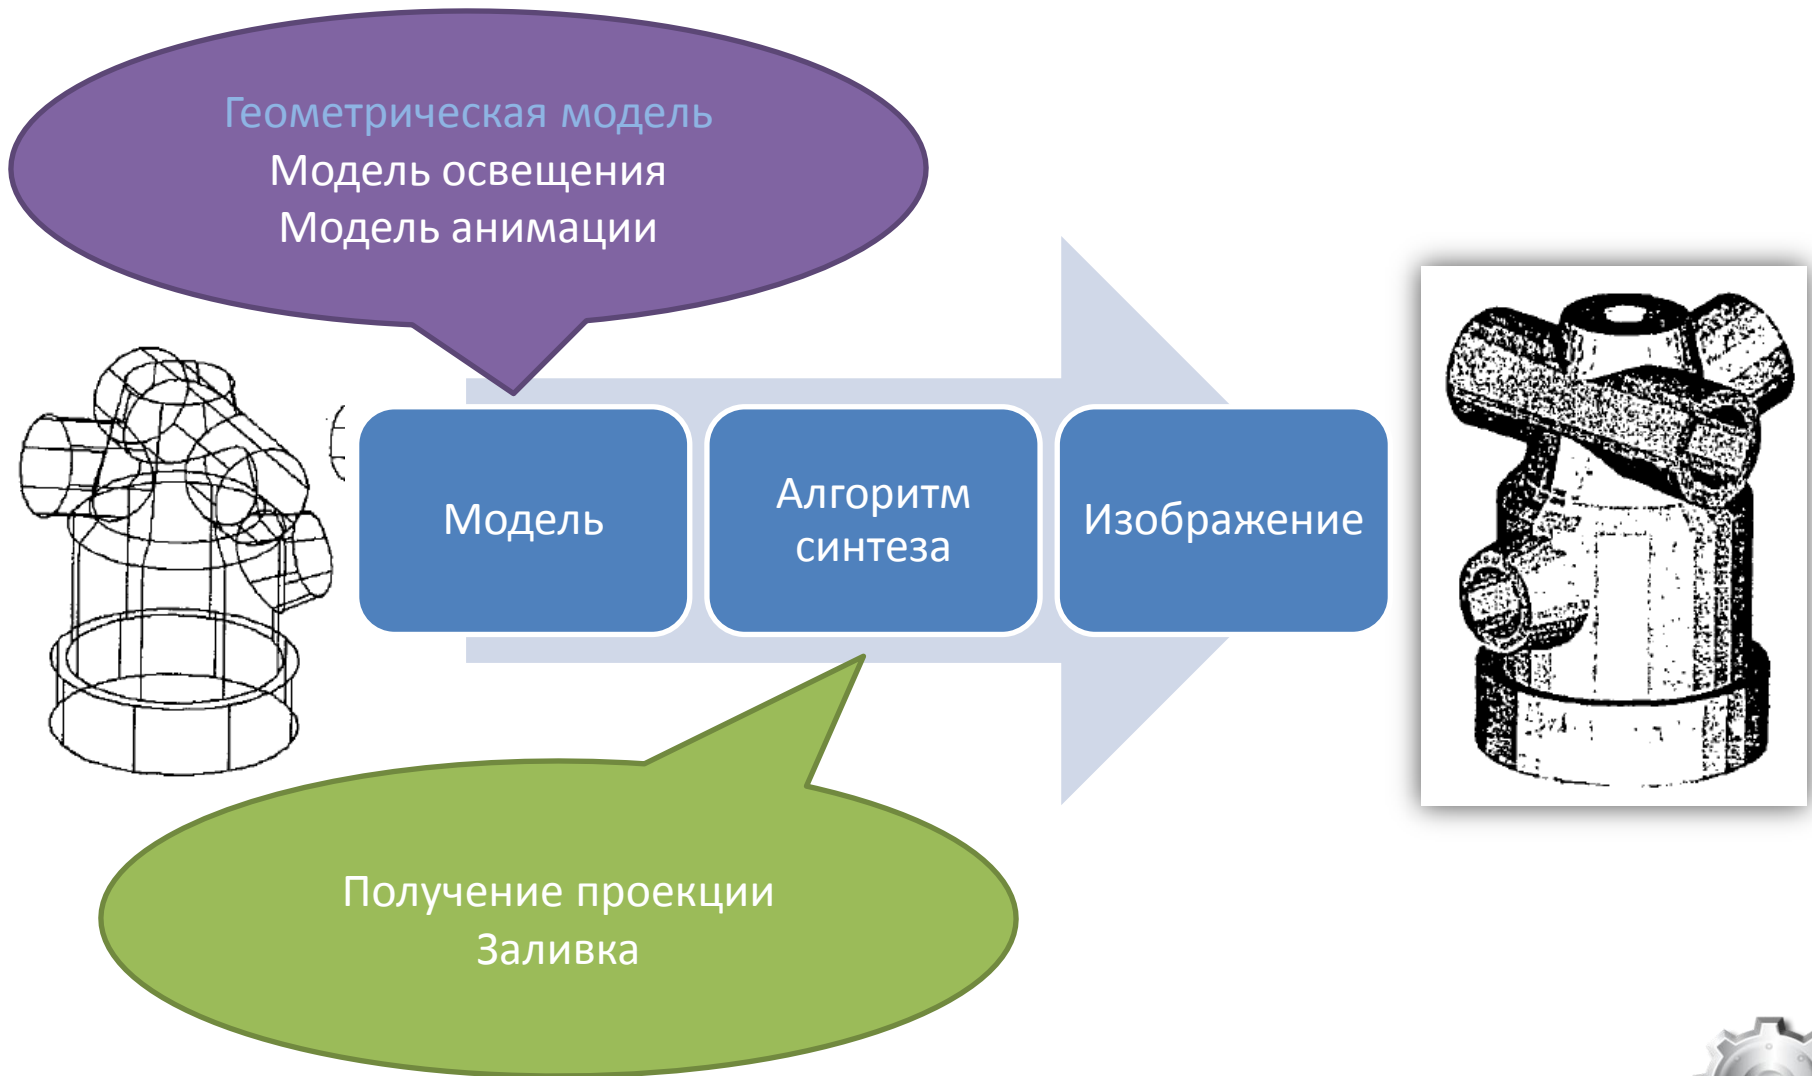 Геометрическая модель
Модель освещения
Модель анимации
Модель
Алгоритм
синтеза
Изображение
Получение проекции
Заливка